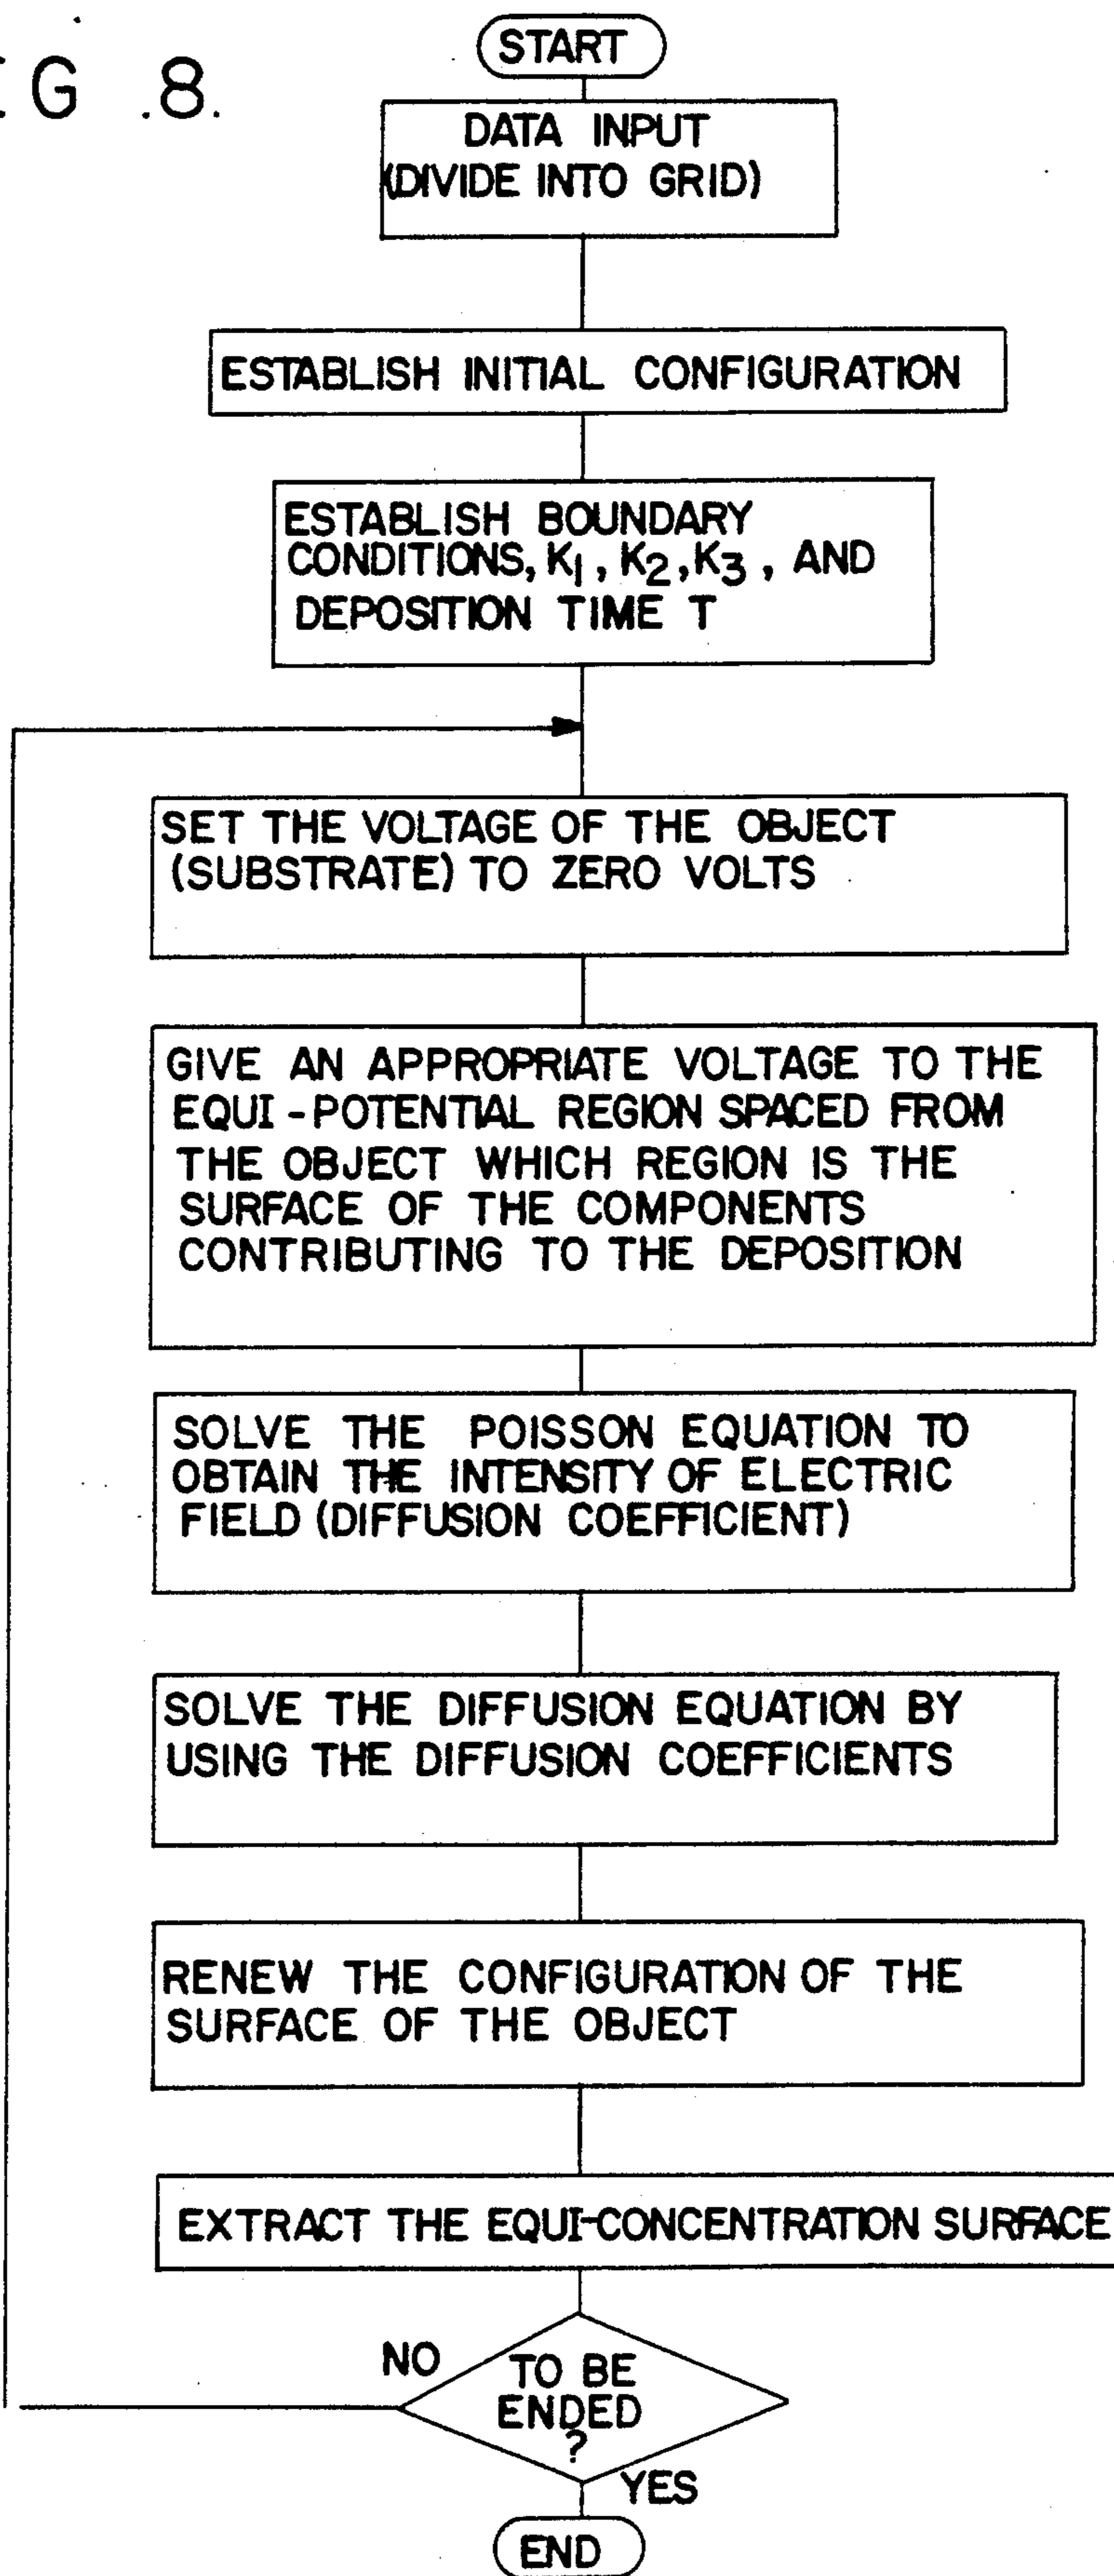 IG .8.
START
DATA INPUT
(DIVIDE INTO GRID)
ESTABLISH INITIAL CONFIGURATION
ESTABLISH BOUNDARY
CONDITIONS, K1, K2, K3, AND
DEPOSITION TIME T
SET THE VOLTAGE OF THE OBJECT
(SUBSTRATE) TO ZERO VOLTS
GIVE AN APPROPRIATE VOLTAGE TO THE
EQUI-POTENTIAL REGION SPACED FROM
THE OBJECT WHICH REGION IS THE
SURFACE OF THE COMPONENTS
CONTRIBUTING TO THE DEPOSITION
SOLVE THE POISSON EQUATION TO
OBTAIN THE INTENSITY OF ELECTRIC
FIELD (DIFFUSION COEFFICIENT)
SOLVE THE DIFFUSION EQUATION BY
USING THE DIFFUSION COEFFICIENTS
RENEW THE CONFIGURATION OF THE
SURFACE OF THE OBJECT
EXTRACT THE EQUI-CONCENTRATION SURFACE
NO
TO BE
ENDED
?
YES
END